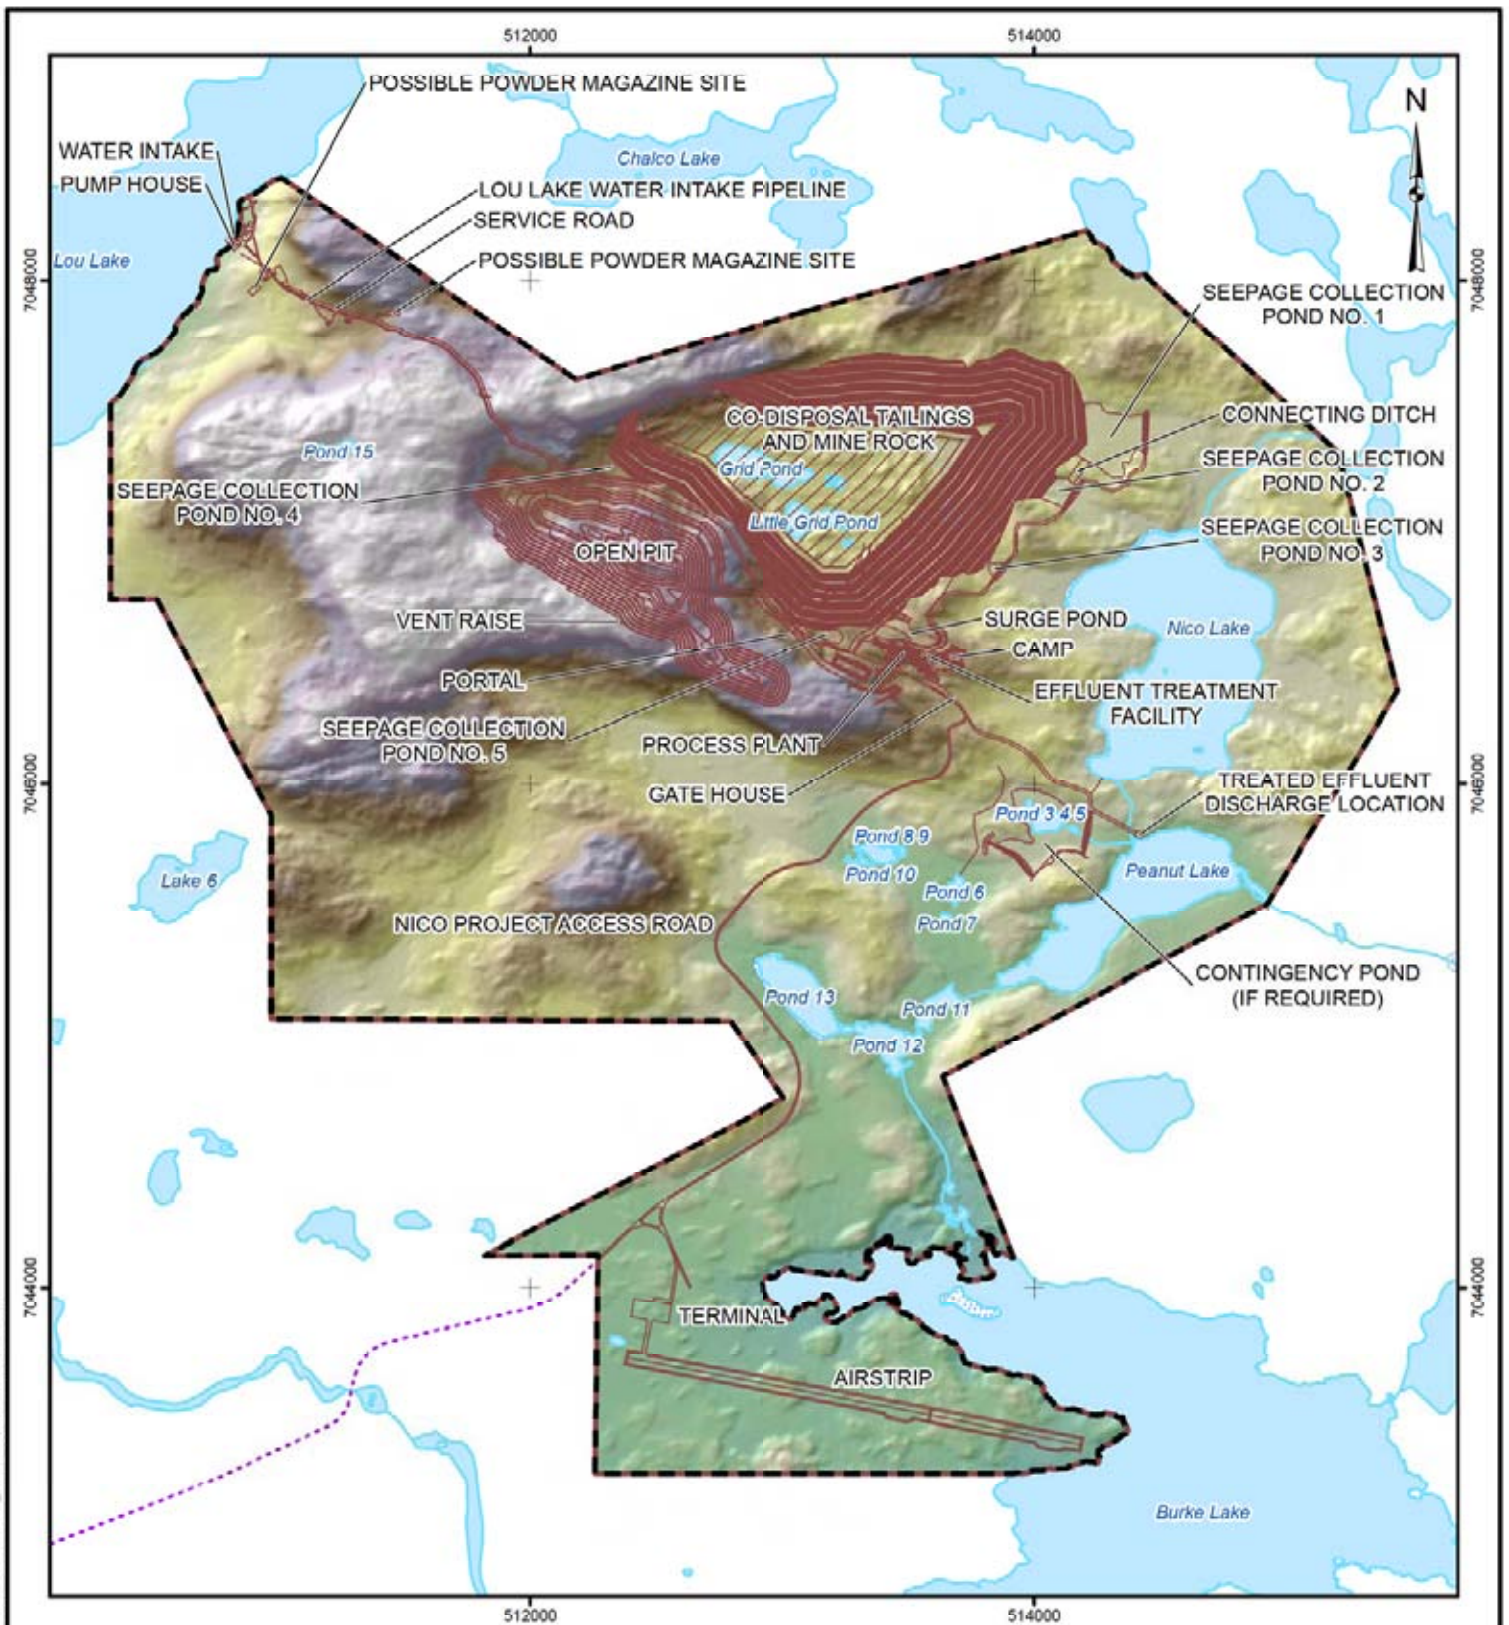 512000
514000
POSSIBLE POWDER MAGAZINE SITE
N
WATER INTAKE
PUMP HOUSE
Chalco Lake
LOU LAKE WATER INTAKE PIPELINE
SERVICE ROAD
Lou Lake
POSSIBLE POWDER MAGAZINE SITE
7048000
7048000
SEEPAGE COLLECTION
POND NO. 1
CO-DISPOSAL TAILINGS
AND MINE ROCK
CONNECTING DITCH
Pond 15
Grid Pond
SEEPAGE COLLECTION
POND NO. 2
SEEPAGE COLLECTION
POND NO. 4
Little Grid Pond
SEEPAGE COLLECTION
POND NO. 3
OPEN PIT
VENT RAISE
SURGE POND
Nico Lake
CAMP
PORTAL
EFFLUENT TREATMENT
FACILITY
SEEPAGE COLLECTION
POND NO. 5
PROCESS PLANT
GATE HOUSE
7046000
7046000
TREATED EFFLUENT
DISCHARGE LOCATION
Pond 3 4 5
Pond 8 9
Pond 10
Peanut Lake
Lake 6
Pond 6
NICO PROJECT ACCESS ROAD
Pond 7
CONTINGENCY POND
(IF REQUIRED)
Pond 13
Pond 11
Pond 12
7044000
7044000
TERMINAL
AIRSTRIP
Burke Lake
512000
514000